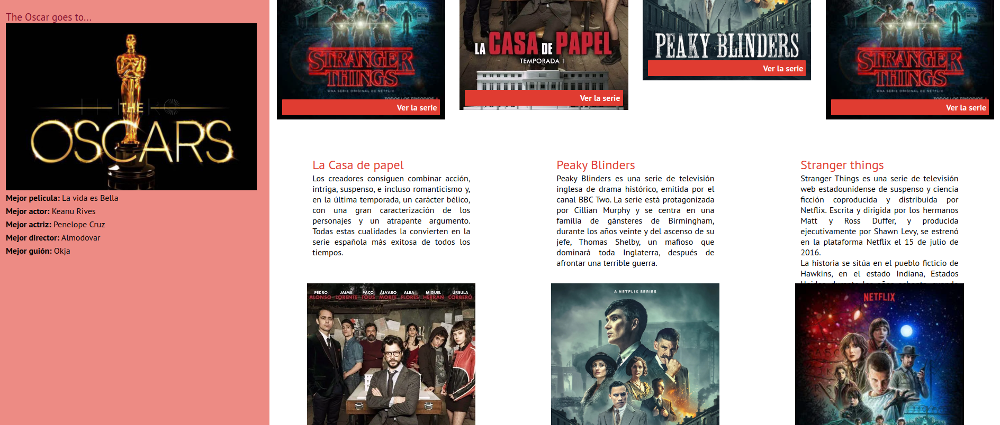 The Oscar goes to...
THE
OSCARS
Mejor pelicula: La vida es Bella
Mejor actor: Keanu Rives
Mejor actriz: Penelope Cruz
Mejor director: Almodovar
Mejor guión: Okja
STRANGER
THINGS
UNA SERIE ORIGINAL DE NETFLIX
TODOS LOS EPISODIOS
Ver la serie
LA CASA DE PAPEL
TEMPORADA 1
Ver la serie
PEAKY BLINDERS
Ver la serie
STRANGER
THINGS
UNA SERIE ORIGINAL DE NETFLIX
TODOS LOS EPISODIOS
Ver la serie
La Casa de papel
Los creadores consiguen combinar acción,
intriga, suspenso, e incluso romanticismo y,
en la última temporada, un carácter bélico,
con una gran caracterización de los
personajes y un atrapante argumento.
Todas estas cualidades la convierten en la
serie española más exitosa de todos los
tiempos.
PEDRO ALONSO
JAIME LORENTE
PACO TOUS
ÁLVARO MORTE
ALBA FLORES
MIGUEL HERRÁN
ÚRSULA CORBERÓ
Peaky Blinders
Peaky Blinders es una serie de televisión
inglesa de drama histórico, emitida por el
canal BBC Two. La serie está protagonizada
por Cillian Murphy y se centra en una
familia de gánsteres de Birmingham,
durante los años veinte y del ascenso de su
jefe, Thomas Shelby, un mafioso que
dominará toda Inglaterra, después de
afrontar una terrible guerra.
A NETFLIX SERIES
Stranger things
Stranger Things es una serie de televisión
web estadounidense de suspenso y ciencia
ficción coproducida y distribuida por
Netflix. Escrita y dirigida por los hermanos
Matt y Ross Duffer, y producida
ejecutivamente por Shawn Levy, se estrenó
en la plataforma Netflix el 15 de julio de
2016.
La historia se sitúa en el pueblo ficticio de
Hawkins, en el estado Indiana, Estados
Unidos, durante los años ochenta, cuando
NETFLIX